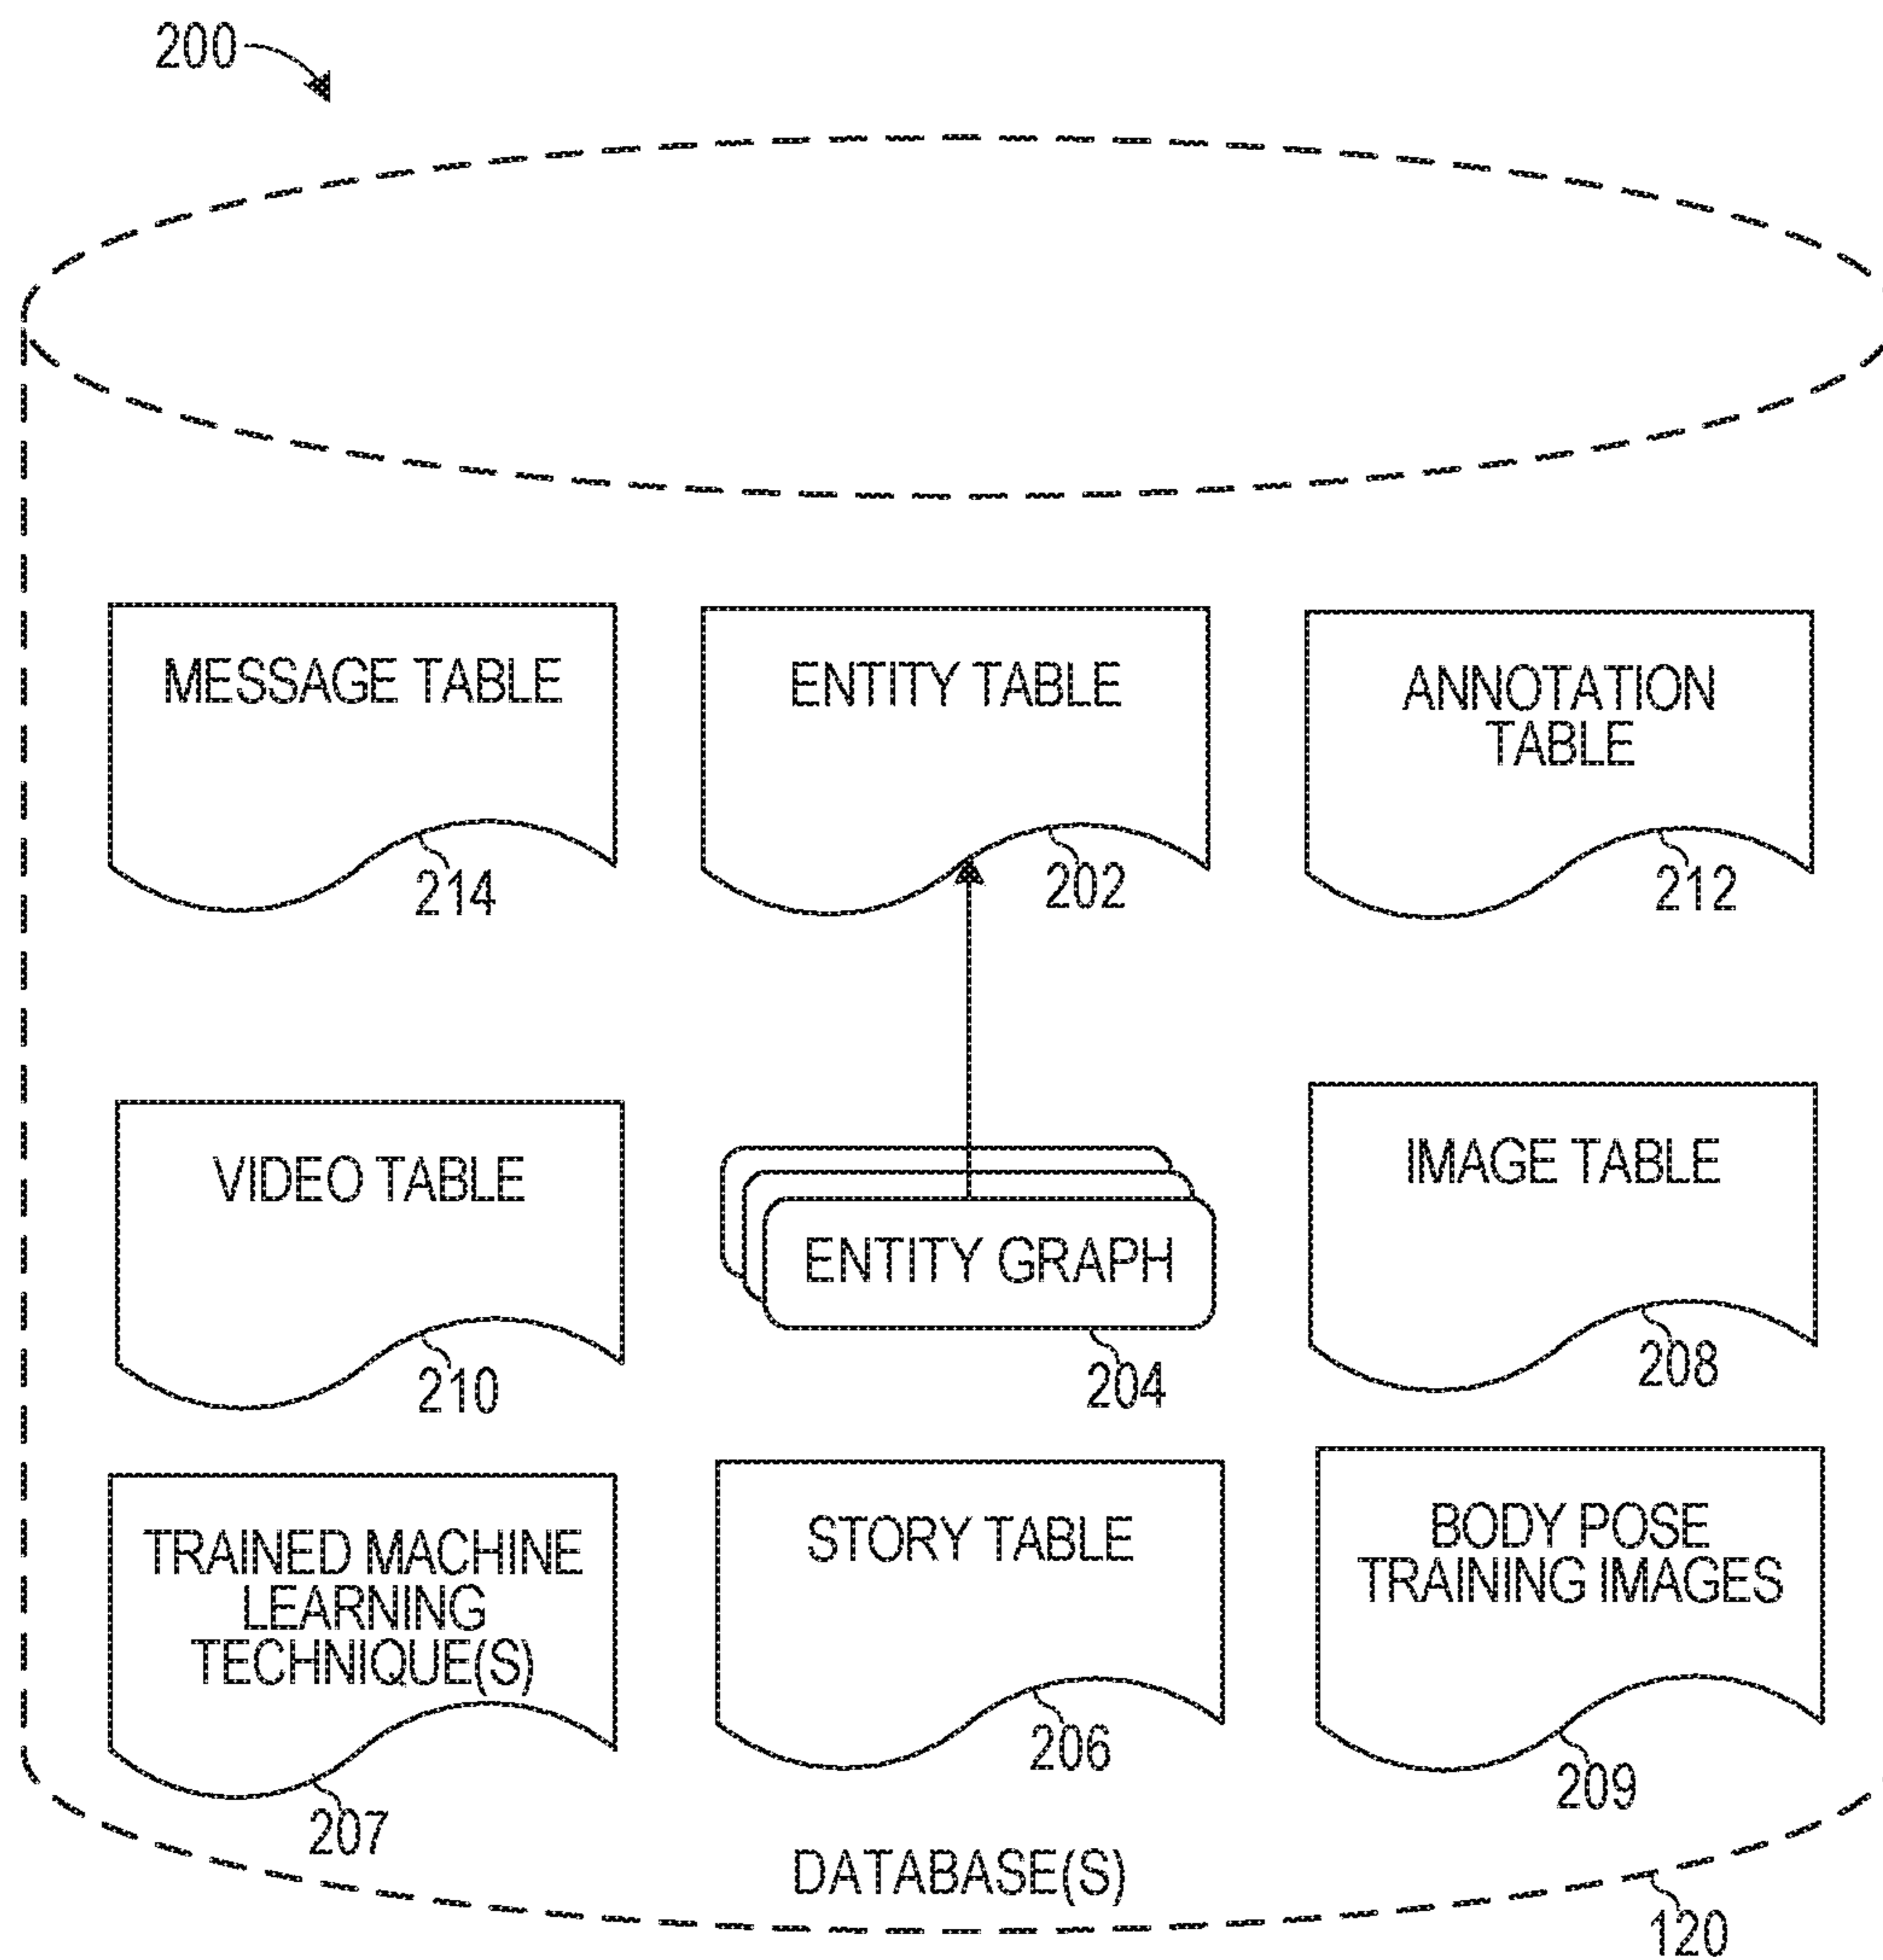 200
MESSAGE TABLE
214
ENTITY TABLE
202
ANNOTATION
TABLE
212
VIDEO TABLE
210
ENTITY GRAPH
204
IMAGE TABLE
208
TRAINED MACHINE
LEARNING
TECHNIQUE(S)
207
STORY TABLE
206
BODY POSE
TRAINING IMAGES
209
DATABASE(S)
120